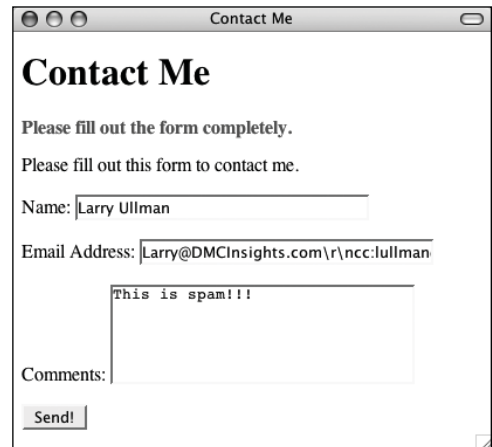 Contact Me
Contact Me
Please fill out the form completely.
Please fill out this form to contact me.
Name: Larry Ullman
Email Address: Larry@DMCInsights.com\r\ncc:lullman
This is spam!!!
Comments:
Send!